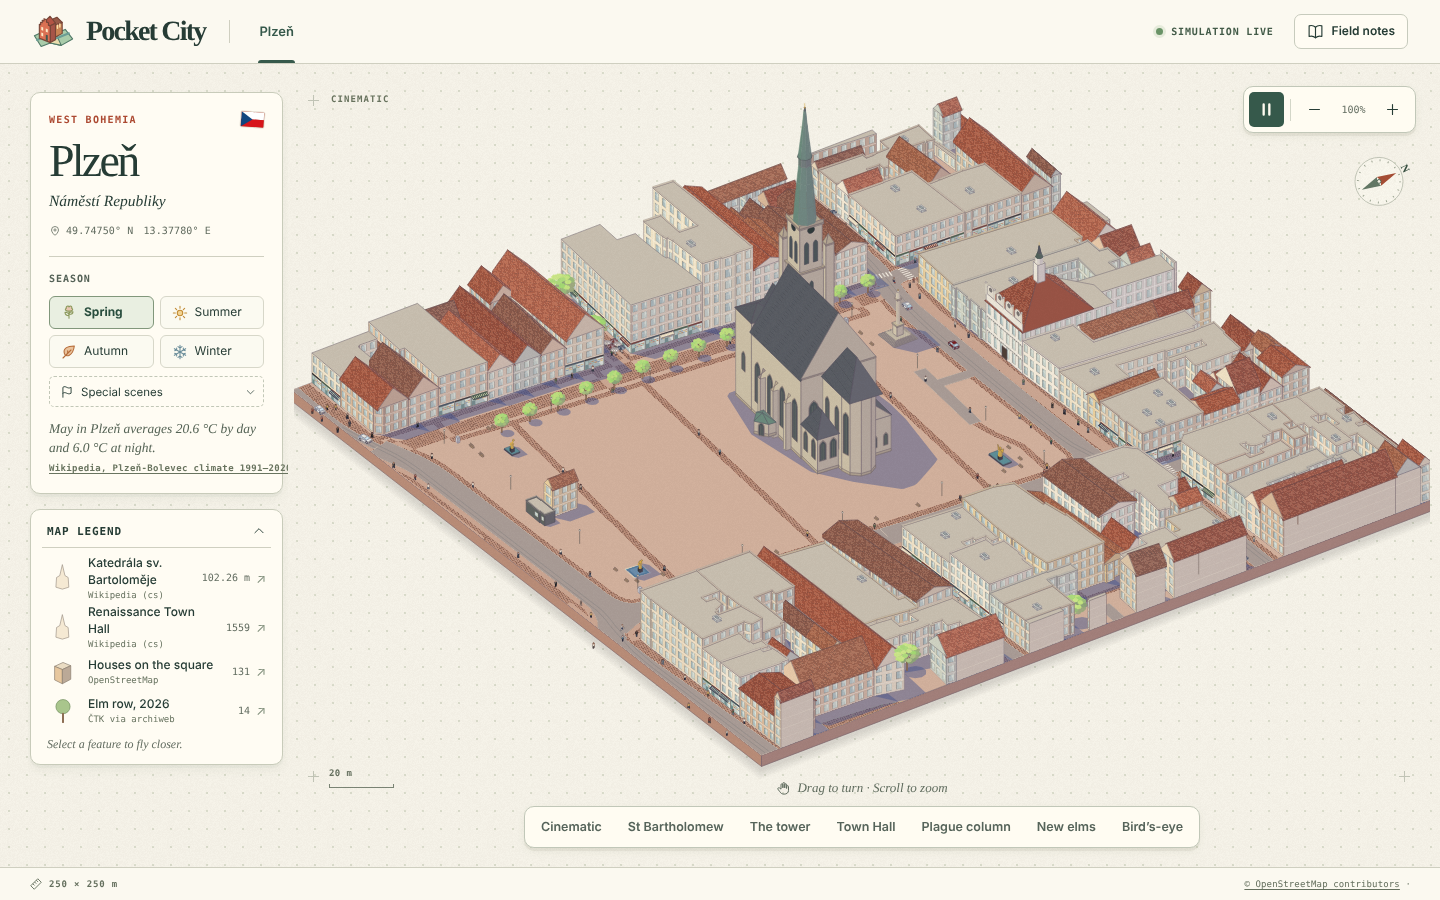 Pocket City
Plzeň
SIMULATION LIVE
Field notes
WEST BOHEMIA
Plzeň
Náměstí Republiky
49.74750° N 13.37780° E
SEASON
Spring
Summer
Autumn
Winter
Special scenes
May in Plzeň averages 20.6 °C by day
and 6.0 °C at night.
Wikipedia, Plzeň-Bolevec climate 1991–2020
MAP LEGEND
Katedrála sv.
Bartoloměje
102.26 m
Wikipedia (cs)
Renaissance Town
Hall
1559
Wikipedia (cs)
Houses on the square
131
OpenStreetMap
Elm row, 2026
14
ČTK via archiweb
Select a feature to fly closer.
CINEMATIC
100%
N
20 m
Drag to turn · Scroll to zoom
Cinematic
St Bartholomew
The tower
Town Hall
Plague column
New elms
Bird's-eye
250 × 250 m
© OpenStreetMap contributors ·